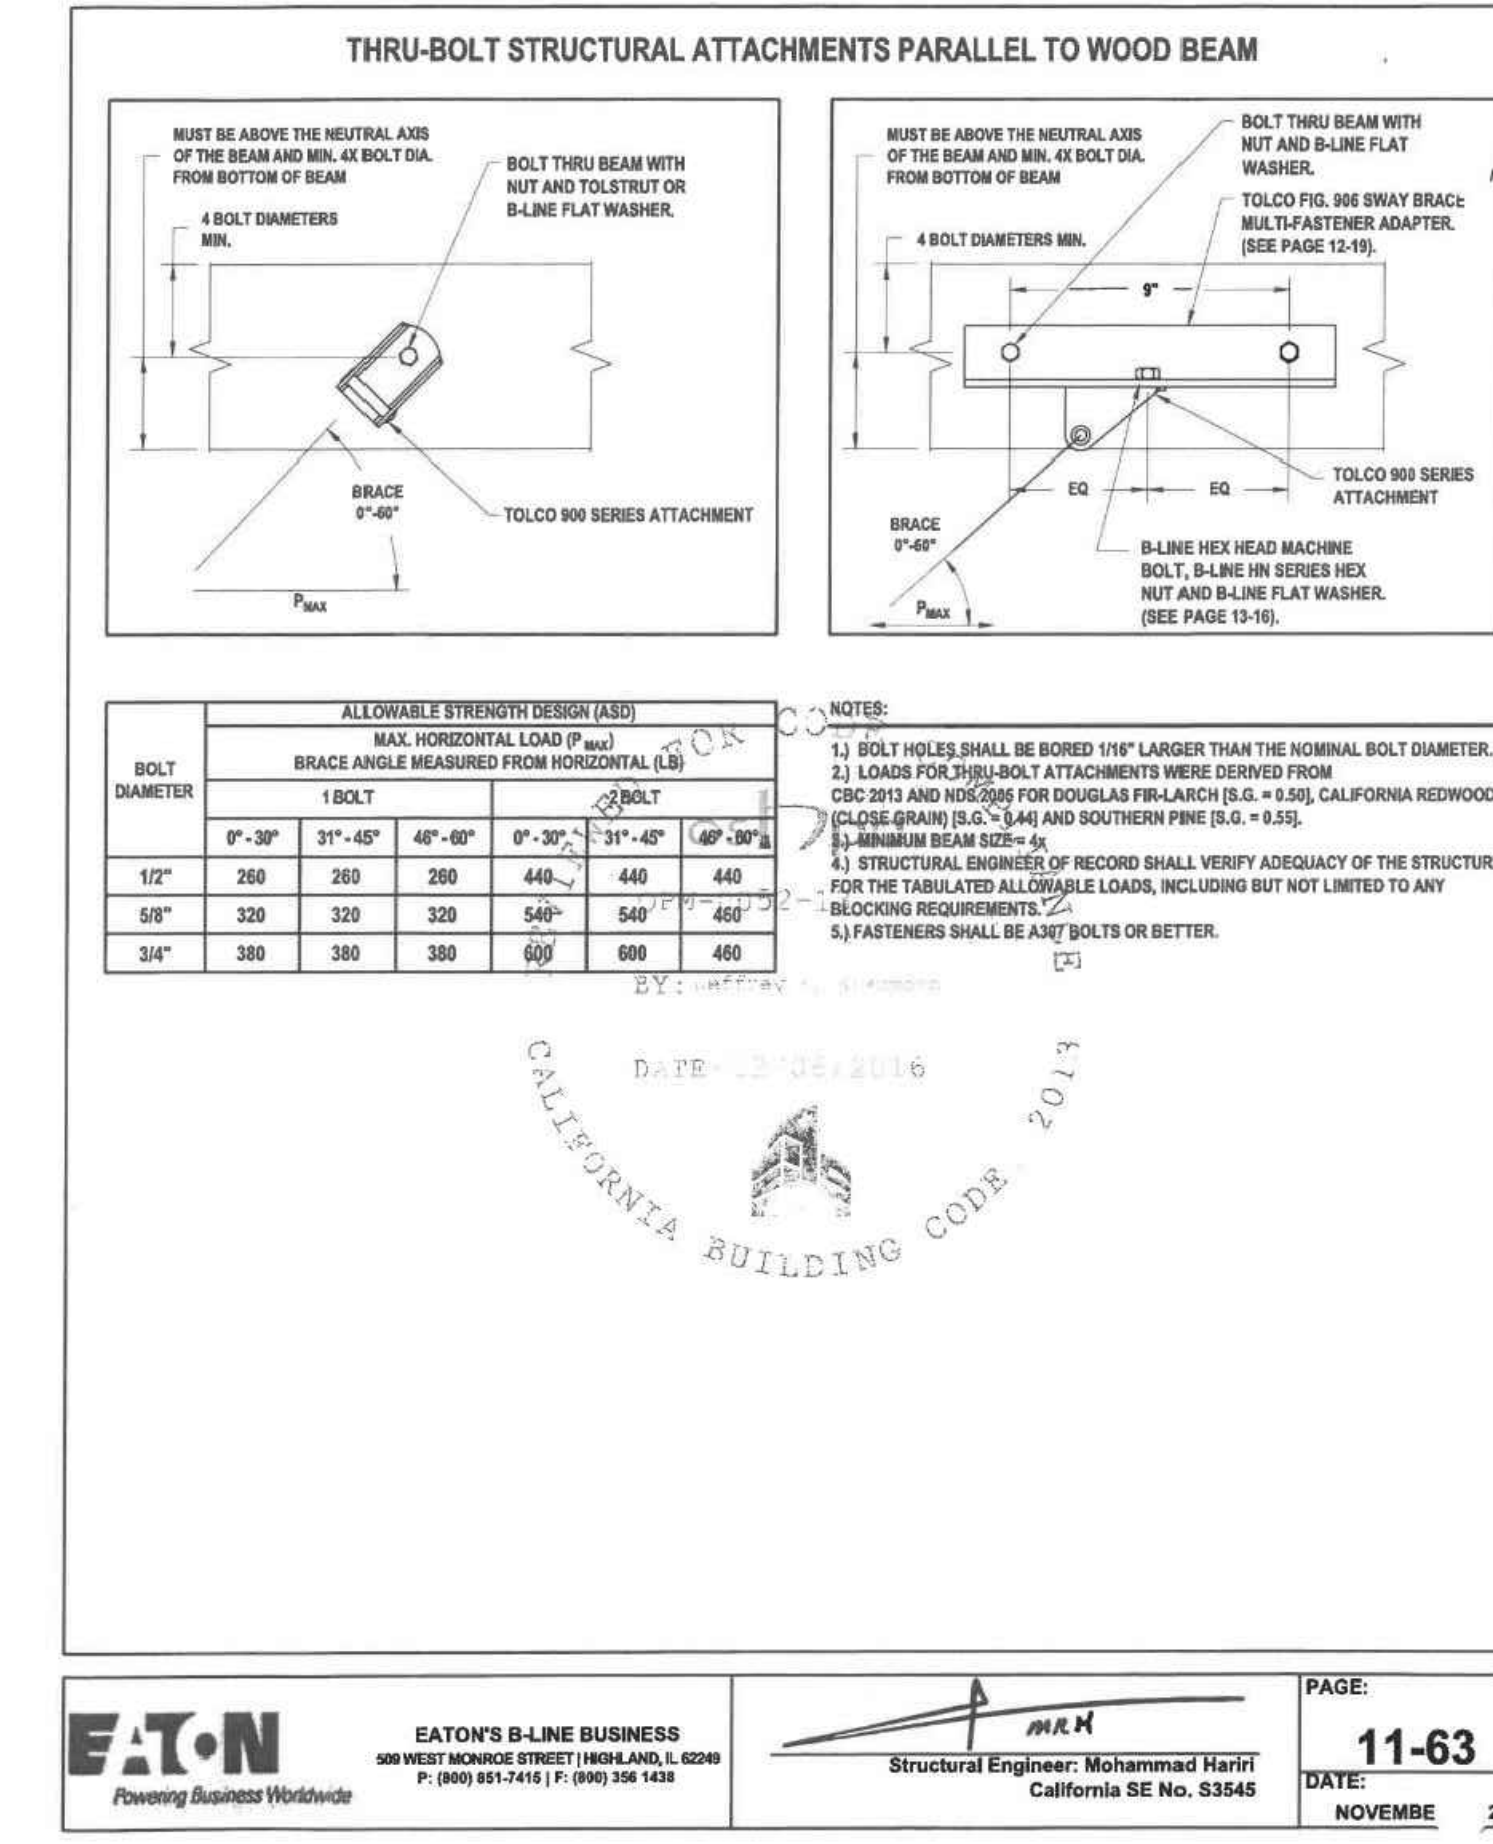 THRU-BOLT STRUCTURAL ATTACHMENTS PARALLEL TO WOOD BEAM
MUST BE ABOVE THE NEUTRAL AXIS
OF THE BEAM AND MIN. 4X BOLT DIA.
FROM BOTTOM OF BEAM
4 BOLT DIAMETERS
MIN.
BOLT THRU BEAM WITH
NUT AND TOLSTRUT OR
B-LINE FLAT WASHER.
BRACE
0°-60°
TOLCO 900 SERIES ATTACHMENT
PMAX
MUST BE ABOVE THE NEUTRAL AXIS
OF THE BEAM AND MIN. 4X BOLT DIA.
FROM BOTTOM OF BEAM
4 BOLT DIAMETERS MIN.
BOLT THRU BEAM WITH
NUT AND B-LINE FLAT
WASHER.
TOLCO FIG. 906 SWAY BRACE
MULTI-FASTENER ADAPTER.
(SEE PAGE 12-19).
9"
EQ EQ
TOLCO 900 SERIES
ATTACHMENT
BRACE
0°-60°
B-LINE HEX HEAD MACHINE
BOLT, B-LINE HN SERIES HEX
NUT AND B-LINE FLAT WASHER.
(SEE PAGE 13-16).
PMAX
BOLT
DIAMETER
ALLOWABLE STRENGTH DESIGN (ASD)
MAX. HORIZONTAL LOAD (P MAX)
BRACE ANGLE MEASURED FROM HORIZONTAL (LB)
1 BOLT 2 BOLT
0° - 30° 31° - 45° 46° - 60° 0° - 30° 31° - 45° 46° - 60°
1/2" 260 260 260 440 440 440
5/8" 320 320 320 540 540 460
3/4" 380 380 380 600 600 460
NOTES:
1.) BOLT HOLES SHALL BE BORED 1/16" LARGER THAN THE NOMINAL BOLT DIAMETER.
2.) LOADS FOR THRU-BOLT ATTACHMENTS WERE DERIVED FROM
CBC 2013 AND NDS 2005 FOR DOUGLAS FIR-LARCH [S.G. = 0.50], CALIFORNIA REDWOOD
(CLOSE GRAIN) [S.G. = 0.44] AND SOUTHERN PINE [S.G. = 0.55].
3.) MINIMUM BEAM SIZE = 4x
4.) STRUCTURAL ENGINEER OF RECORD SHALL VERIFY ADEQUACY OF THE STRUCTUR
FOR THE TABULATED ALLOWABLE LOADS, INCLUDING BUT NOT LIMITED TO ANY
BLOCKING REQUIREMENTS.
5.) FASTENERS SHALL BE A307 BOLTS OR BETTER.
REVIEWED FOR CODE
BY: Jeffrey
DATE: 2016
CALIFORNIA BUILDING CODE 2013
EATON
Powering Business Worldwide
EATON'S B-LINE BUSINESS
509 WEST MONROE STREET | HIGHLAND, IL 62249
P: (800) 851-7415 | F: (800) 356 1438
MRH
Structural Engineer: Mohammad Hariri
California SE No. S3545
PAGE:
11-63
DATE:
NOVEMBE